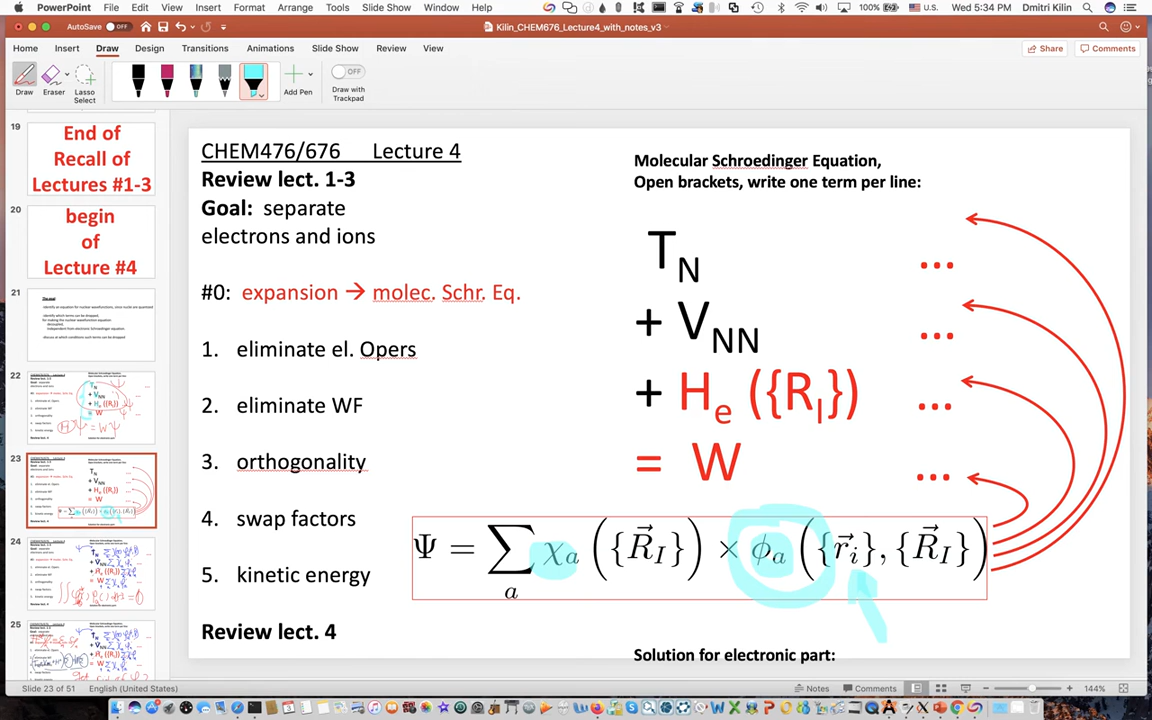 PowerPoint File Edit View Insert Format Arrange Tools Slide Show Window Help 100% U.S. Wed 5:34 PM Dmitri Kilin
AutoSave OFF Kilin_CHEM676_Lecture4_with_notes_v3
Home Insert Draw Design Transitions Animations Slide Show Review View Share Comments
Draw Eraser Lasso Select Add Pen OFF Draw with Trackpad
19
End of
Recall of
Lectures #1-3
20
begin
of
Lecture #4
21
22
23
24
25
CHEM476/676 Lecture 4
Review lect. 1-3
Goal: separate
electrons and ions
#0: expansion → molec. Schr. Eq.
1. eliminate el. Opers
2. eliminate WF
3. orthogonality
4. swap factors
5. kinetic energy
Review lect. 4
Molecular Schroedinger Equation,
Open brackets, write one term per line:
T_N ...
+ V_NN ...
+ H_e ({R_I}) ...
= W ...
Ψ = ∑_a χ_a ({R⃗_I}) × ϕ_a ({r⃗_i}, {R⃗_I})
Solution for electronic part:
Slide 23 of 51 English (United States) Notes Comments 144%